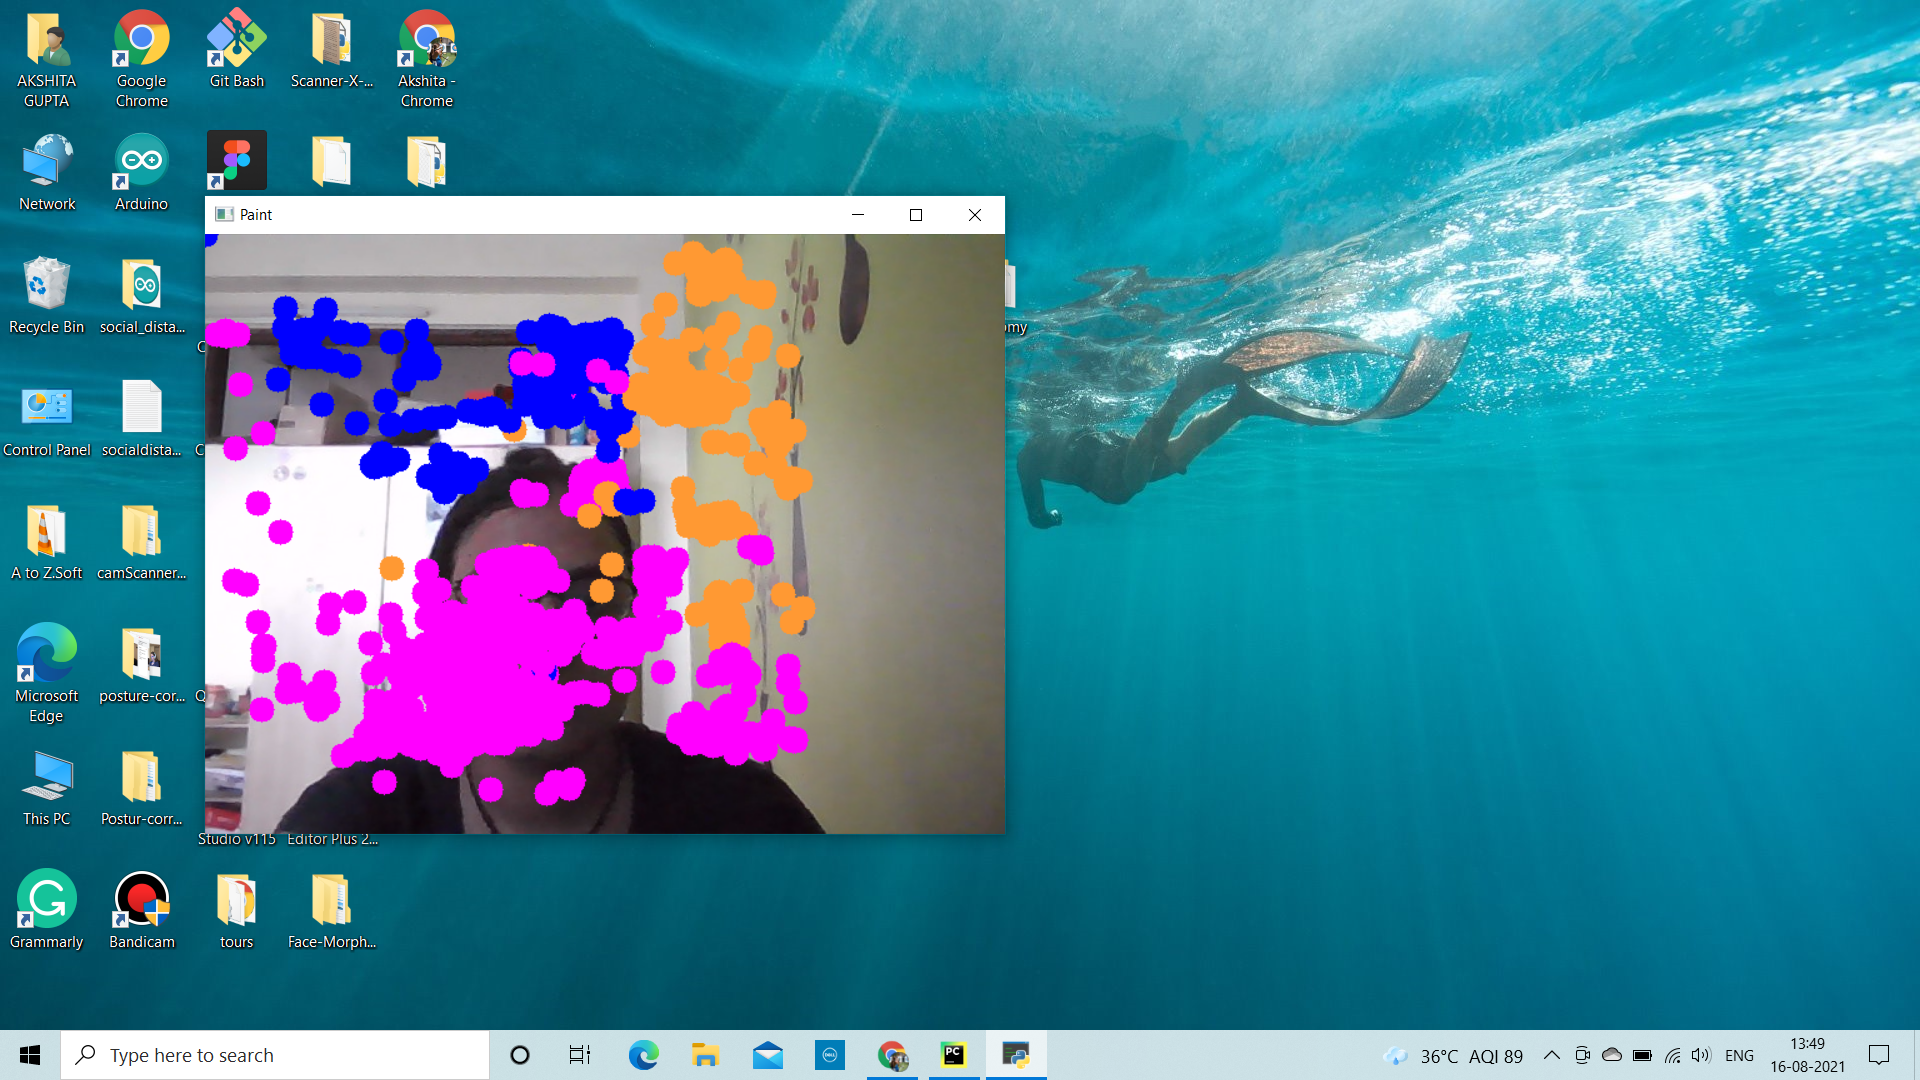 AKSHITA
GUPTA
Google
Chrome
Git Bash
Scanner-X-...
Akshita -
Chrome
Network
Arduino
Paint
Recycle Bin
social_dista...
C
my
Control Panel
socialdista...
C
A to Z.Soft
camScanner...
Microsoft
Edge
posture-cor...
Q
This PC
Postur-corr...
Studio v115
Editor Plus 2...
Grammarly
Bandicam
tours
Face-Morph...
Type here to search
DELL
PC
36°C AQI 89
ENG
13:49
16-08-2021